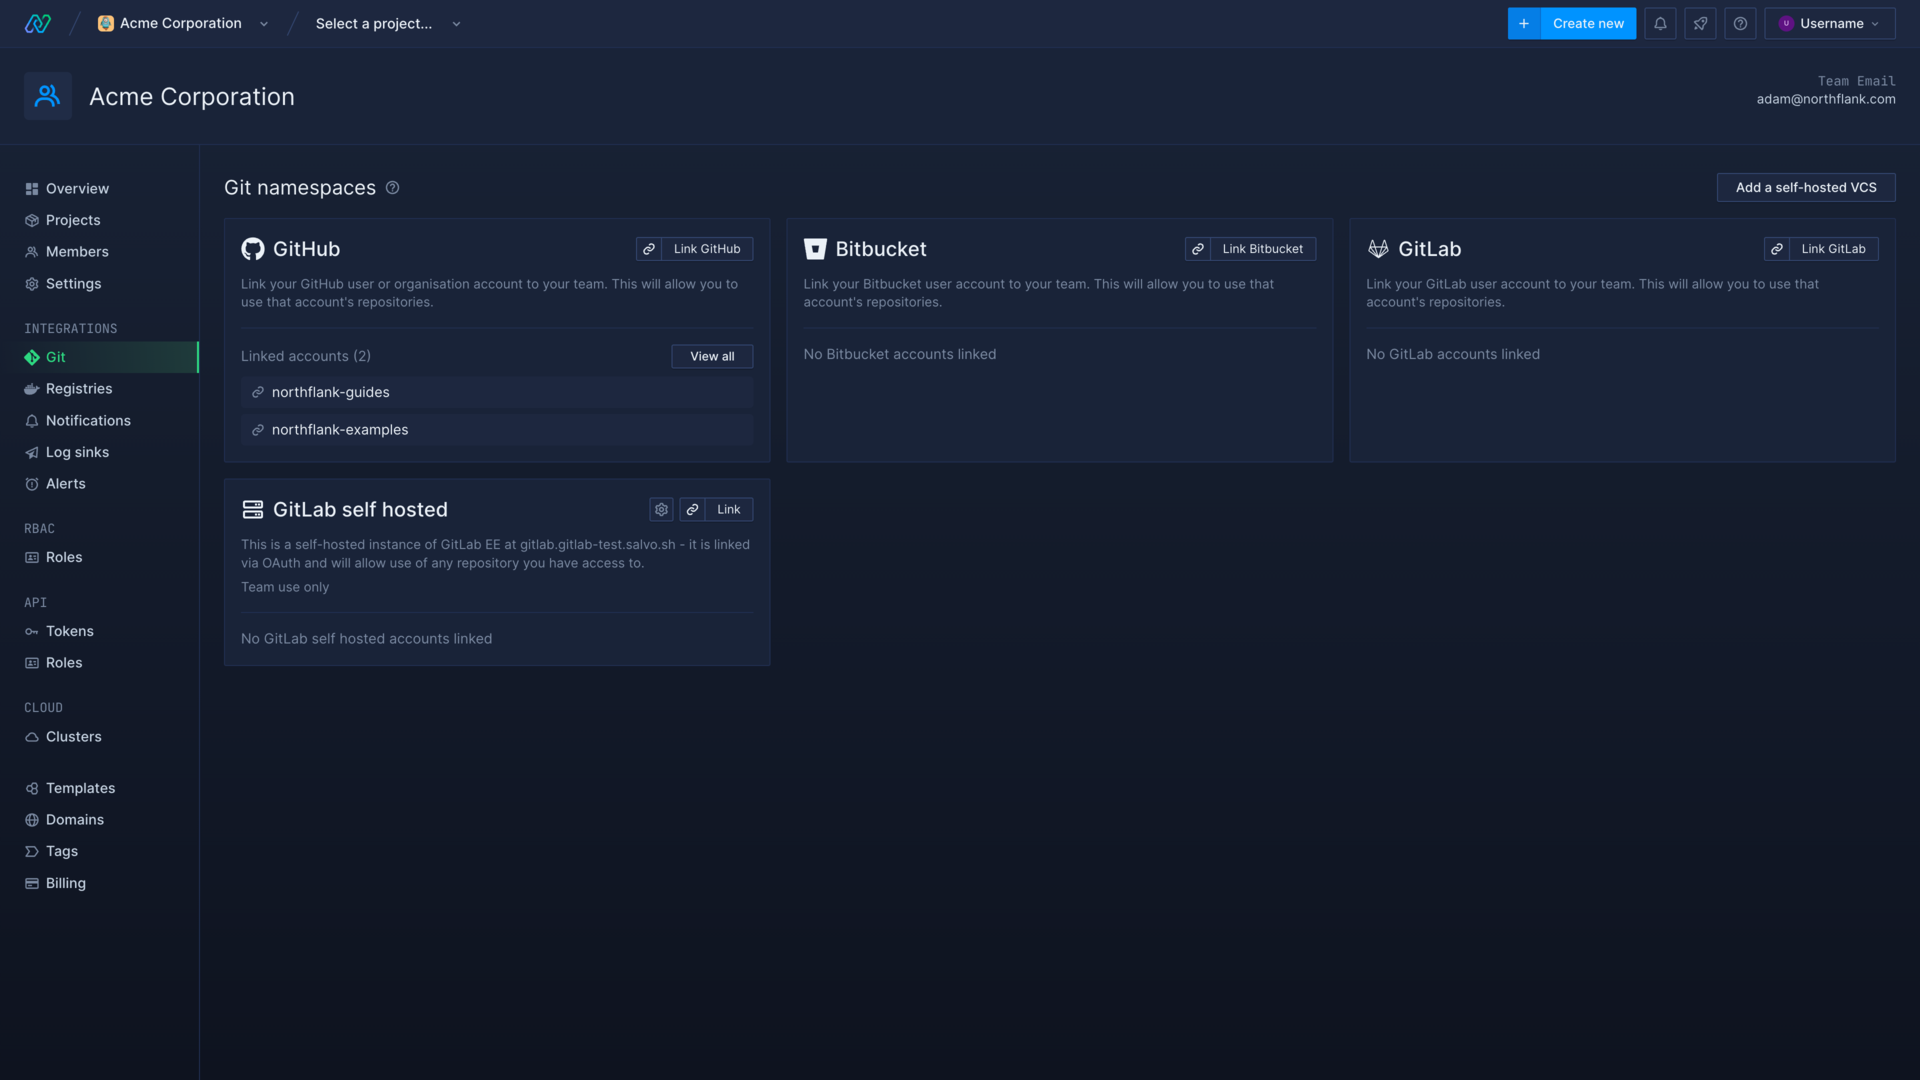 Acme Corporation
Select a project...
Create new
U
Username
Acme Corporation
Team Email
adam@northflank.com
Overview
Projects
Members
Settings
INTEGRATIONS
Git
Registries
Notifications
Log sinks
Alerts
RBAC
Roles
API
Tokens
Roles
CLOUD
Clusters
Templates
Domains
Tags
Billing
Git namespaces
Add a self-hosted VCS
GitHub
Link GitHub
Link your GitHub user or organisation account to your team. This will allow you to
use that account's repositories.
Linked accounts (2)
View all
northflank-guides
northflank-examples
Bitbucket
Link Bitbucket
Link your Bitbucket user account to your team. This will allow you to use that
account's repositories.
No Bitbucket accounts linked
GitLab
Link GitLab
Link your GitLab user account to your team. This will allow you to use that
account's repositories.
No GitLab accounts linked
GitLab self hosted
Link
This is a self-hosted instance of GitLab EE at gitlab.gitlab-test.salvo.sh - it is linked
via OAuth and will allow use of any repository you have access to.
Team use only
No GitLab self hosted accounts linked